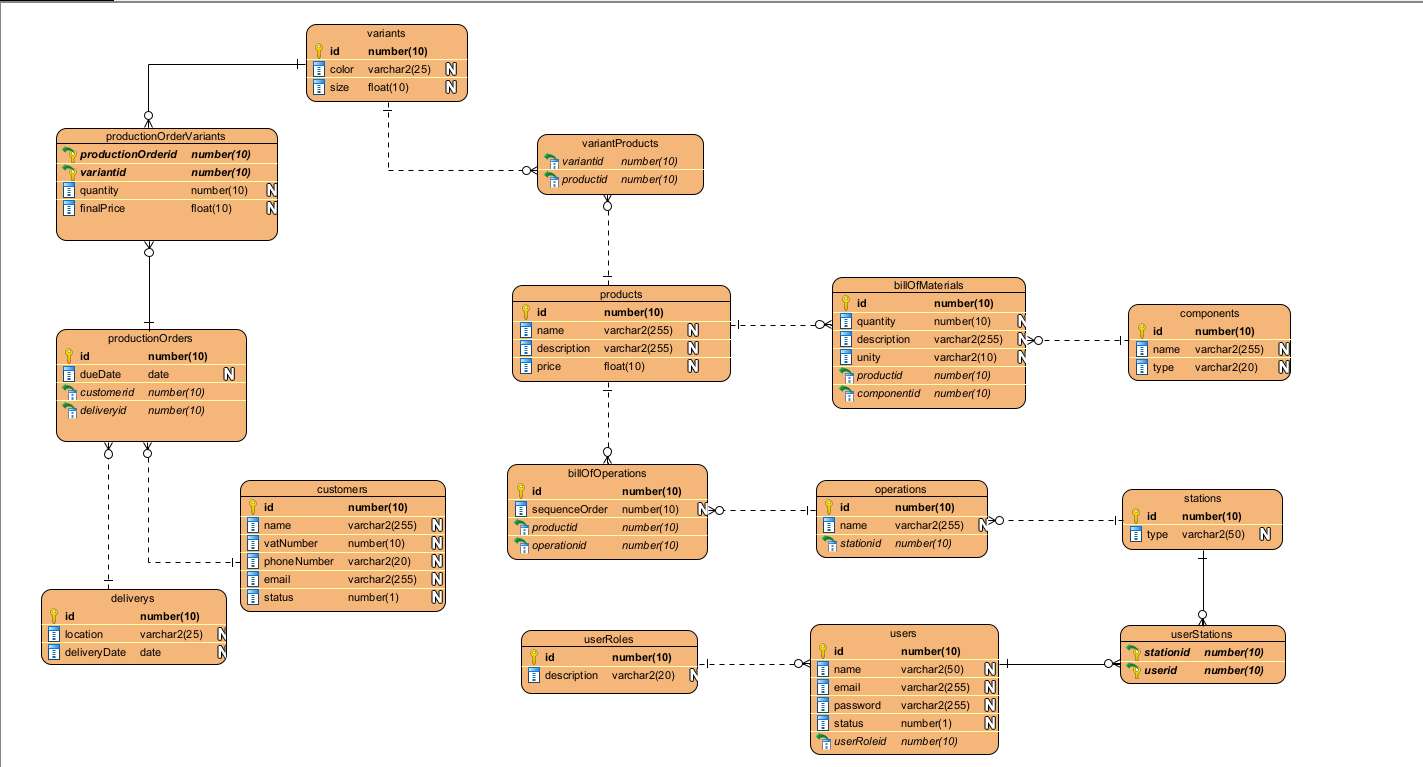 variants
id number(10)
color varchar2(25) N
size float(10) N
productionOrderVariants
productionOrderid number(10)
variantid number(10)
quantity number(10) N
finalPrice float(10) N
variantProducts
variantid number(10)
productid number(10)
products
id number(10)
name varchar2(255) N
description varchar2(255) N
price float(10) N
billOfMaterials
id number(10)
quantity number(10) N
description varchar2(255) N
unity varchar2(10) N
productid number(10)
componentid number(10)
components
id number(10)
name varchar2(255) N
type varchar2(20) N
productionOrders
id number(10)
dueDate date N
customerid number(10)
deliveryid number(10)
customers
id number(10)
name varchar2(255) N
vatNumber number(10) N
phoneNumber varchar2(20) N
email varchar2(255) N
status number(1) N
billOfOperations
id number(10)
sequenceOrder number(10) N
productid number(10)
operationid number(10)
operations
id number(10)
name varchar2(255) N
stationid number(10)
stations
id number(10)
type varchar2(50) N
deliverys
id number(10)
location varchar2(25) N
deliveryDate date N
userRoles
id number(10)
description varchar2(20) N
users
id number(10)
name varchar2(50) N
email varchar2(255) N
password varchar2(255) N
status number(1) N
userRoleid number(10)
userStations
stationid number(10)
userid number(10)